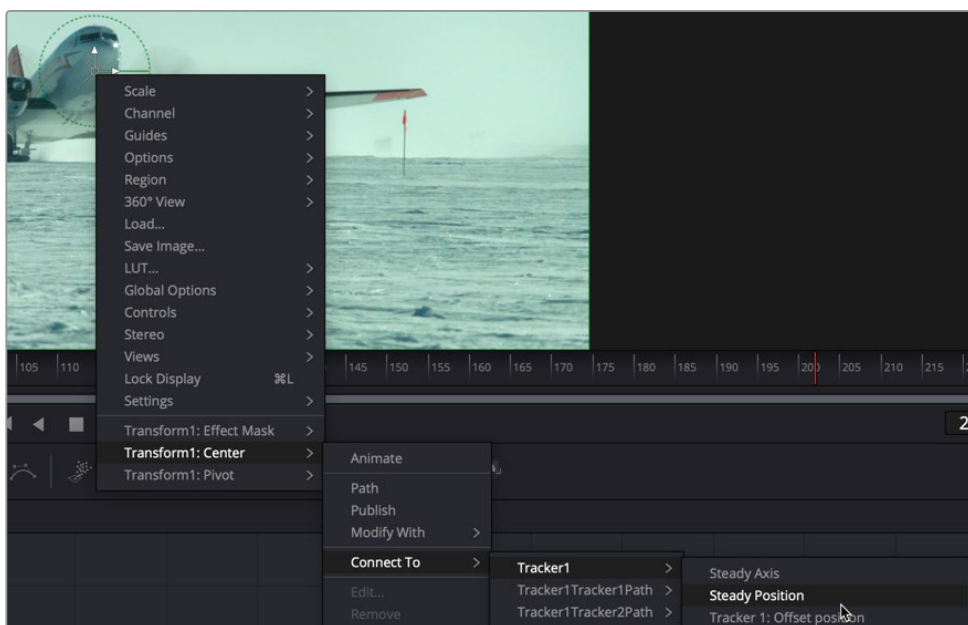 Scale >
Channel >
Guides >
Options >
Region >
360° View >
Load...
Save Image...
LUT... >
Global Options >
Controls >
Stereo >
Views >
Lock Display ⌘L
Settings >
Transform1: Effect Mask >
Transform1: Center >
Transform1: Pivot >
105 110 145 150 155 160 165 170 175 180 185 190 195 200 205 210 215
2
Animate
Path
Publish
Modify With >
Connect To >
Edit...
Remove
Tracker1 >
Tracker1Tracker1Path >
Tracker1Tracker2Path >
Steady Axis
Steady Position
Tracker 1: Offset position